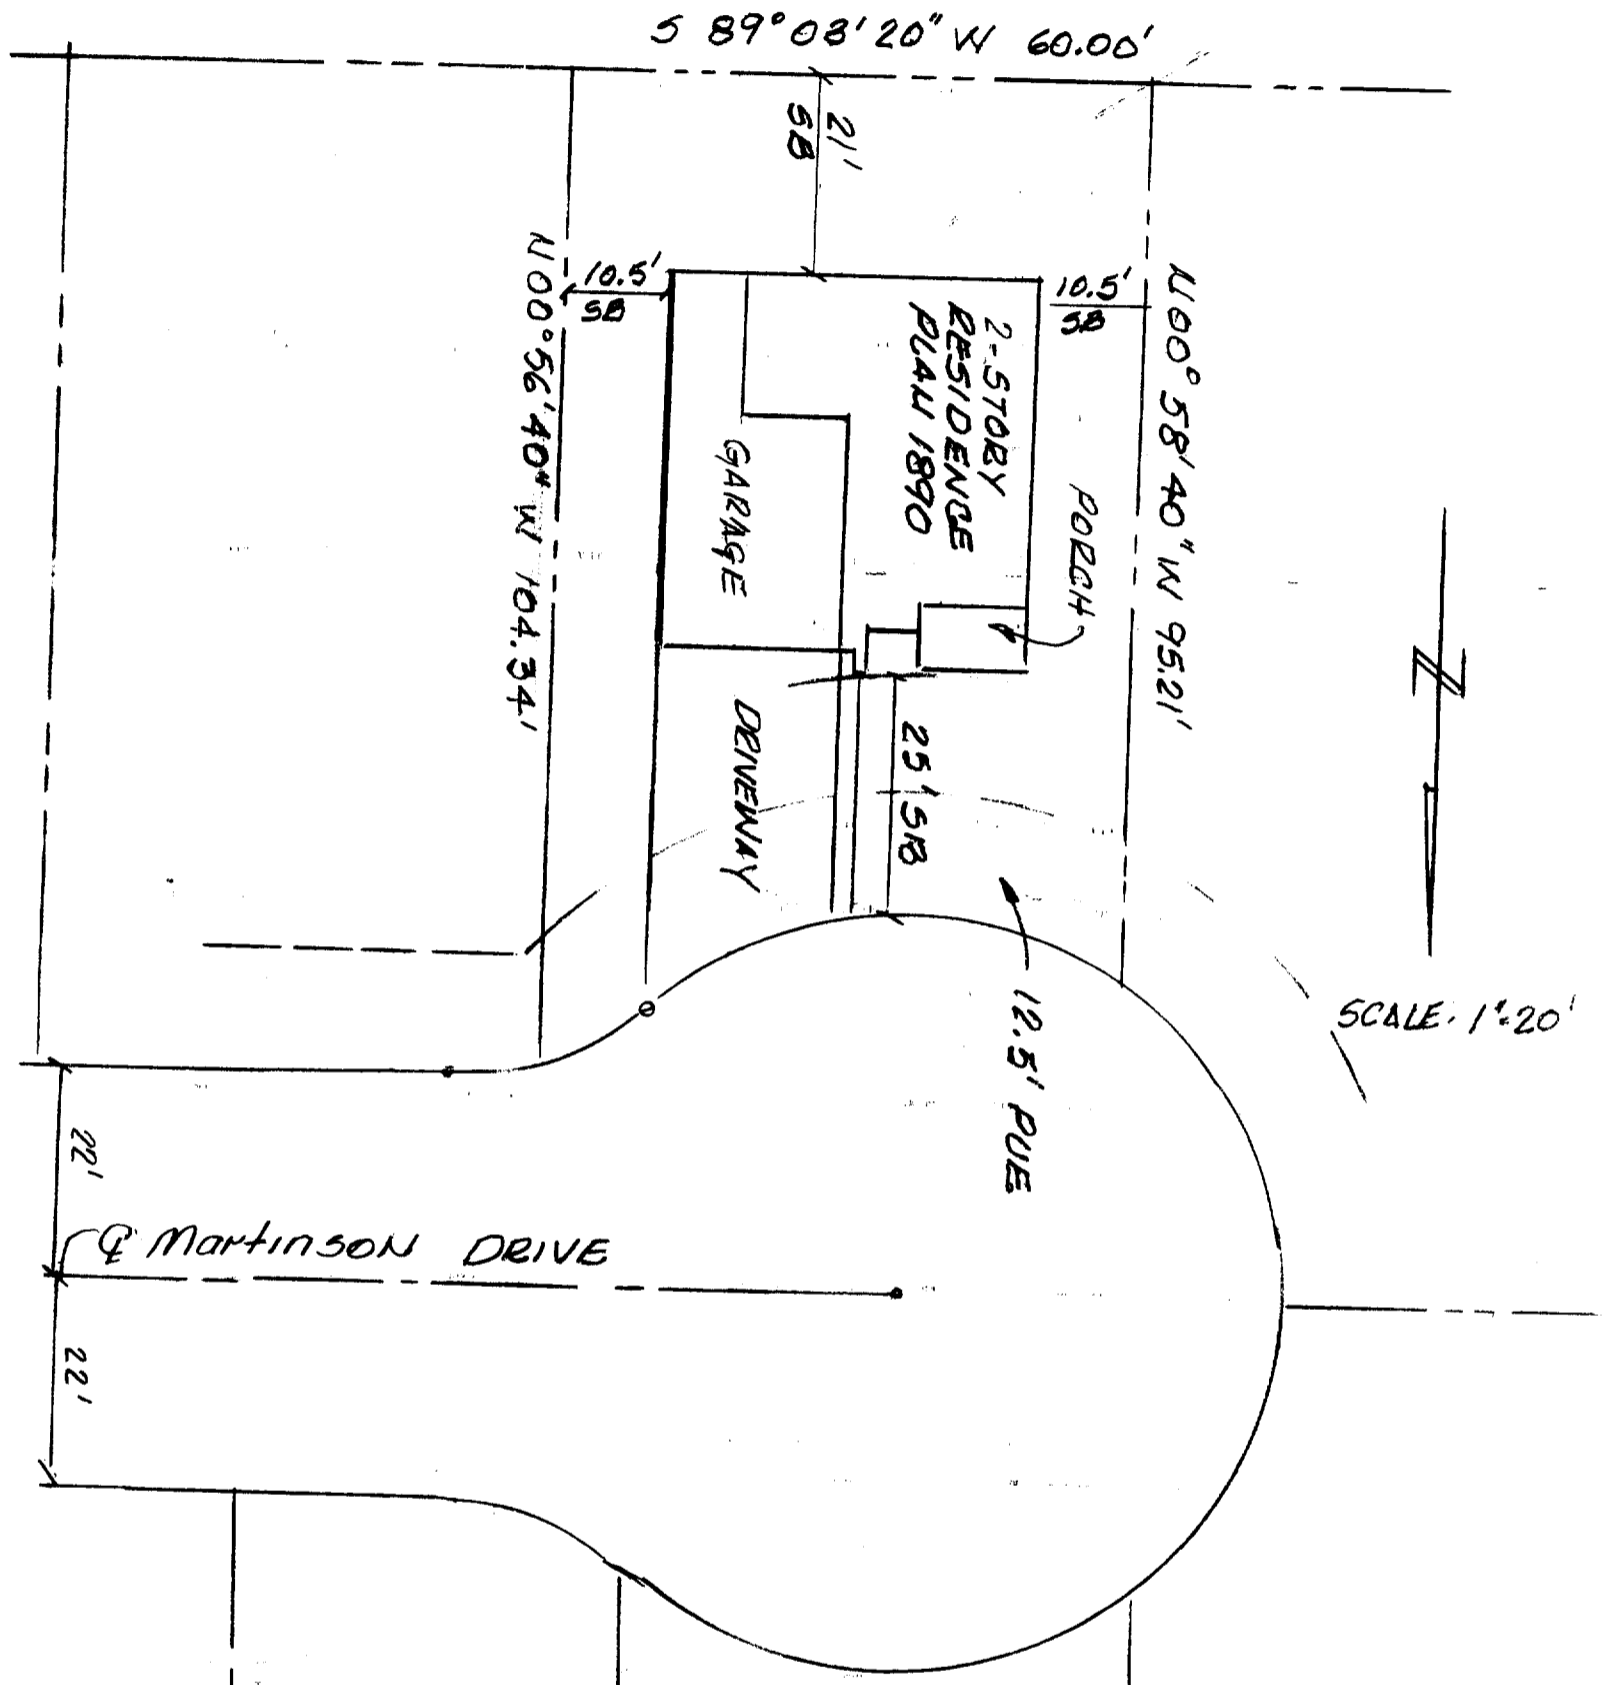 S 89° 03' 20" W 60.00'
21'
SB
10.5'
SB
10.5'
SB
N 00° 56' 40" W 104.34'
N 00° 58' 40" W 95.21'
2-STORY
RESIDENCE
PLAN 1890
GARAGE
PORCH
DRIVEWAY
25' SB
12.5' PUE
N
SCALE: 1"=20'
22'
℄ Martinson DRIVE
22'